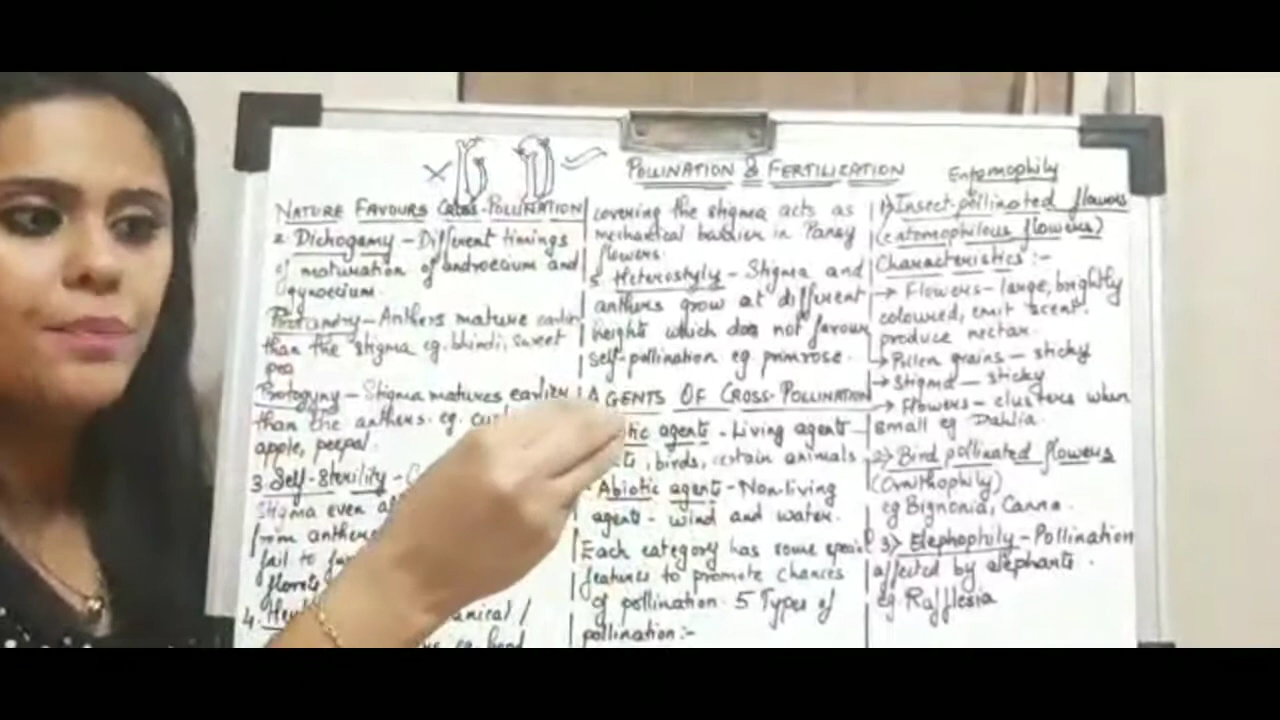 POLLINATION & FERTILIZATION
NATURE FAVOURS CROSS-POLLINATION
2. Dichogamy - Different timings
of maturation of androecium and
gynoecium.
Protandry - Anthers mature earlier
than the stigma eg. bhindi, sweet
pea
Protogyny - Stigma matures earlier
than the anthers. eg.
apple, peepal.
3. Self-Sterility -
Stigma even
from anthers
fail to
florets
4.
covering the stigma acts as
mechanical barrier in Pansy
flowers.
5. Heterostyly - Stigma and
anthers grow at different
heights which does not favour
self-pollination eg primrose.
AGENTS OF CROSS-POLLINATION
agent - Living agent -
, birds, certain animals
Abiotic agent - Non-living
agent - wind and water.
Each category has some special
features to promote chances
of pollination. 5 Types of
pollination:-
Entomophily
1) Insect-pollinated flowers
(entomophilous flowers)
Characteristics:-
→ Flowers - large, brightly
coloured, emit scent.
produce nectar.
→ Pollen grains - sticky
→ Stigma - sticky
→ Flowers - clusters when
small eg Dahlia.
2) Bird pollinated flowers
(Ornithophily)
eg Bignonia, Canna.
3) Elephophily - Pollination
affected by elephants.
eg Rafflesia